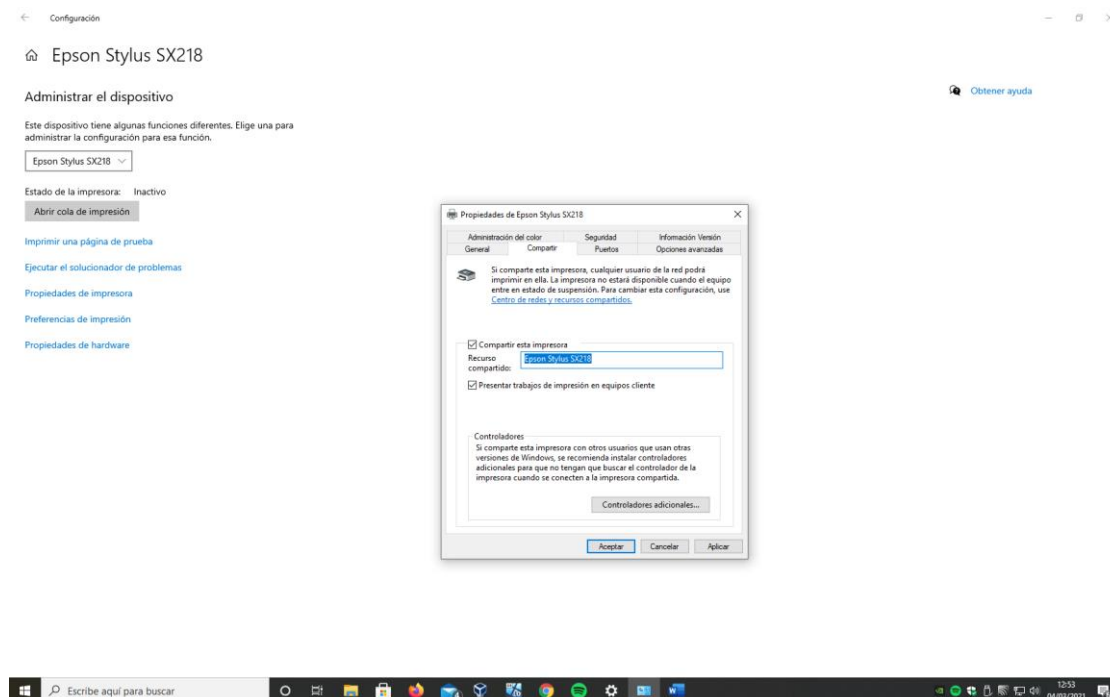 Configuración
Epson Stylus SX218
Administrar el dispositivo
Obtener ayuda
Este dispositivo tiene algunas funciones diferentes. Elige una para
administrar la configuración para esa función.
Epson Stylus SX218
Estado de la impresora: Inactivo
Abrir cola de impresión
Imprimir una página de prueba
Ejecutar el solucionador de problemas
Propiedades de impresora
Preferencias de impresión
Propiedades de hardware
Propiedades de Epson Stylus SX218
Administración del color Seguridad Información Versión
General Compartir Puertos Opciones avanzadas
Si comparte esta impresora, cualquier usuario de la red podrá
imprimir en ella. La impresora no estará disponible cuando el equipo
entre en estado de suspensión. Para cambiar esta configuración, use
Centro de redes y recursos compartidos.
Compartir esta impresora
Recurso
compartido: Epson Stylus SX218
Presentar trabajos de impresión en equipos cliente
Controladores
Si comparte esta impresora con otros usuarios que usan otras
versiones de Windows, se recomienda instalar controladores
adicionales para que no tengan que buscar el controlador de la
impresora cuando se conecten a la impresora compartida.
Controladores adicionales...
Aceptar Cancelar Aplicar
Escribe aquí para buscar
12:53
04/03/2021